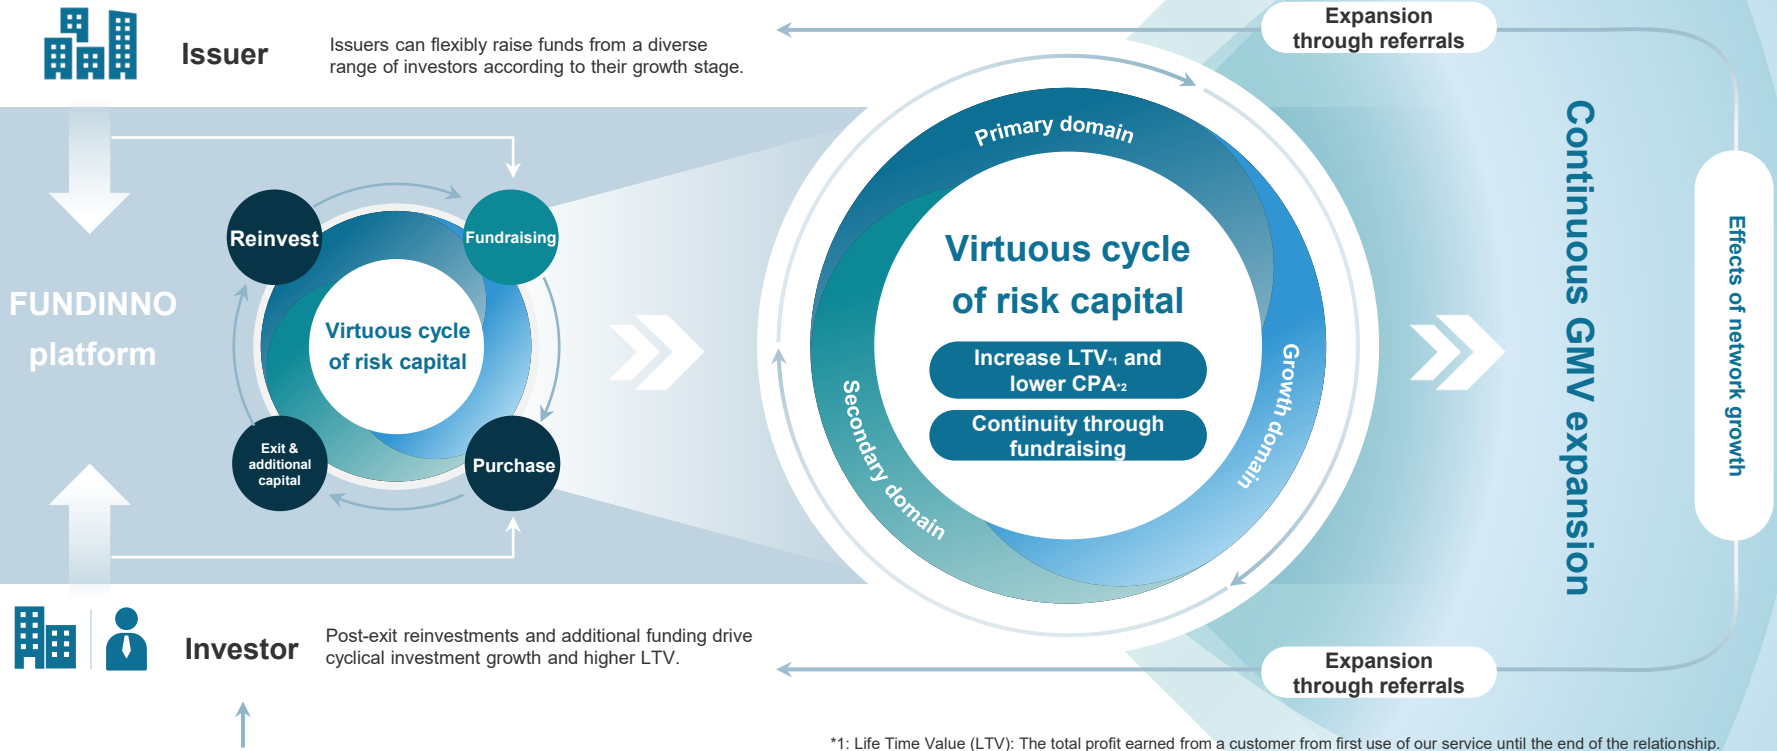 Issuer
Issuers can flexibly raise funds from a diverse
range of investors according to their growth stage.
Expansion
through referrals
FUNDINNO
platform
Reinvest
Fundraising
Virtuous cycle
of risk capital
Exit &
additional
capital
Purchase
Primary domain
Virtuous cycle
of risk capital
Increase LTV*1 and
lower CPA*2
Continuity through
fundraising
Secondary domain
Growth domain
Continuous GMV expansion
Effects of network growth
Investor
Post-exit reinvestments and additional funding drive
cyclical investment growth and higher LTV.
Expansion
through referrals
*1: Life Time Value (LTV): The total profit earned from a customer from first use of our service until the end of the relationship.